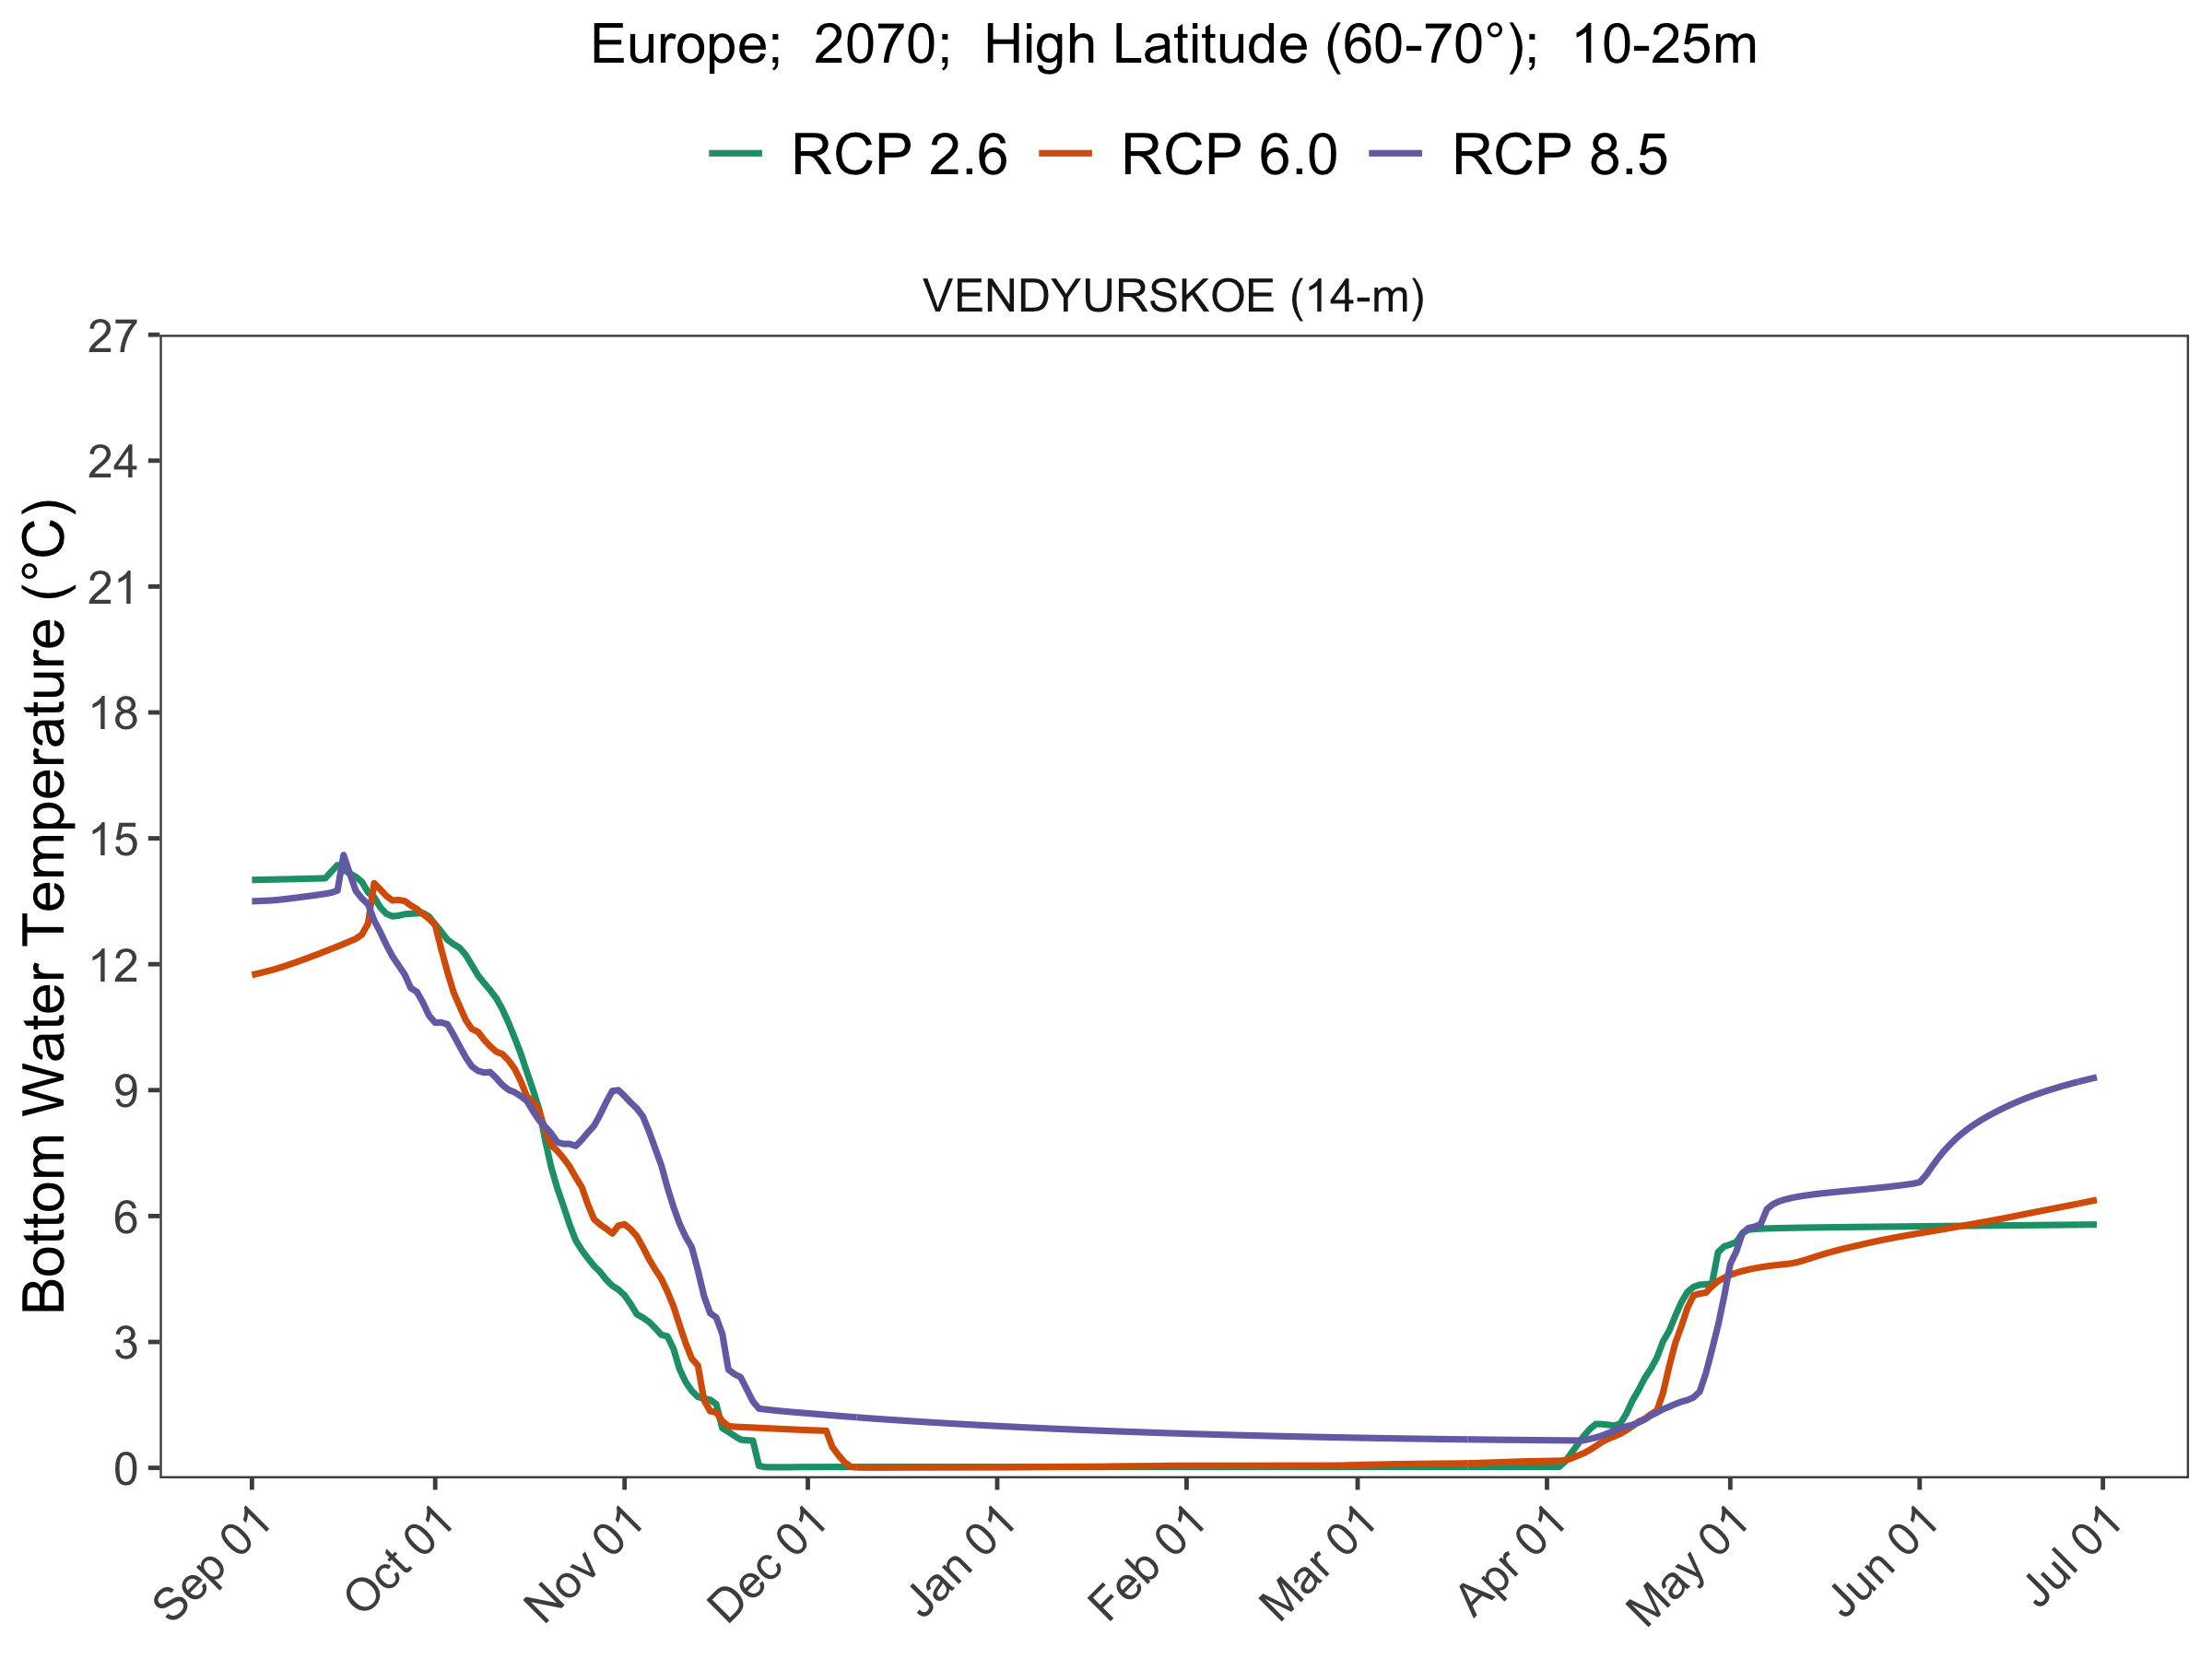 Europe;  2070;  High Latitude (60-70°);  10-25m
RCP 2.6 RCP 6.0 RCP 8.5
VENDYURSKOE (14-m)
Bottom Water Temperature (°C)
27
24
21
18
15
12
9
6
3
0
Sep 01 Oct 01 Nov 01 Dec 01 Jan 01 Feb 01 Mar 01 Apr 01 May 01 Jun 01 Jul 01